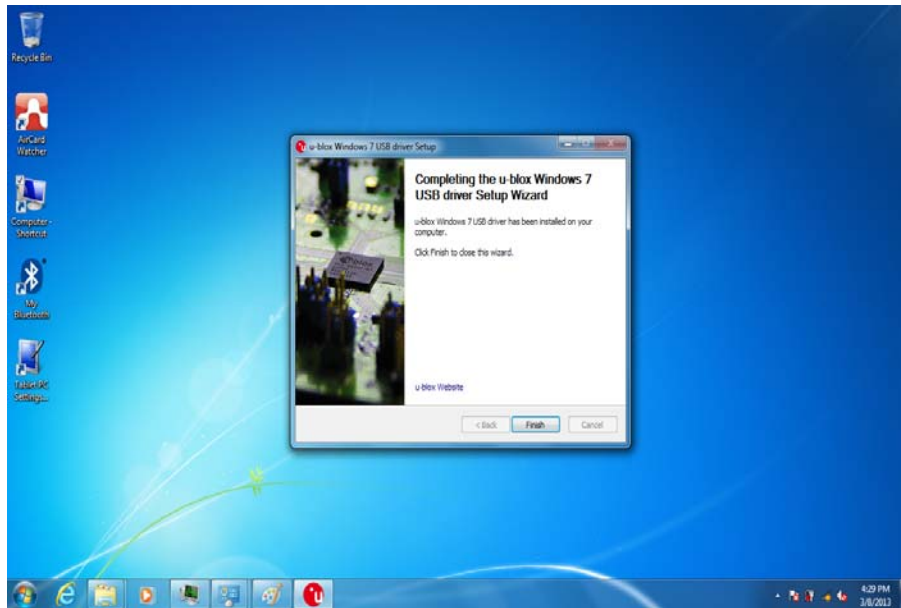 Recycle Bin
AirCard
Watcher
Computer -
Shortcut
My
Bluetooth
Tablet PC
Settings...
u-blox Windows 7 USB driver Setup
Completing the u-blox Windows 7
USB driver Setup Wizard
u-blox Windows 7 USB driver has been installed on your
computer.
Click Finish to close this wizard.
u-blox Website
< Back
Finish
Cancel
4:29 PM
3/8/2013